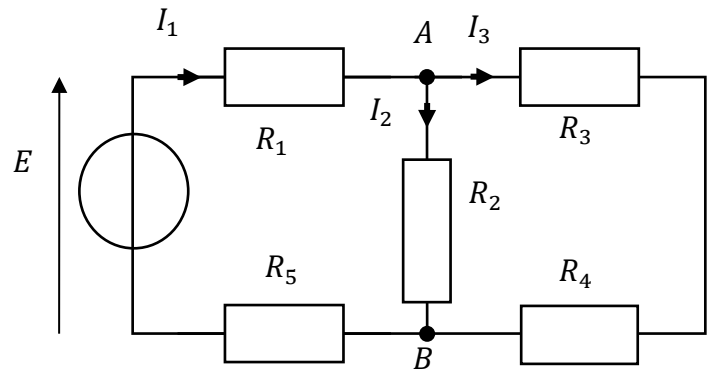 I₁
A
I₃
I₂
R₁
R₃
E
R₂
R₅
R₄
B